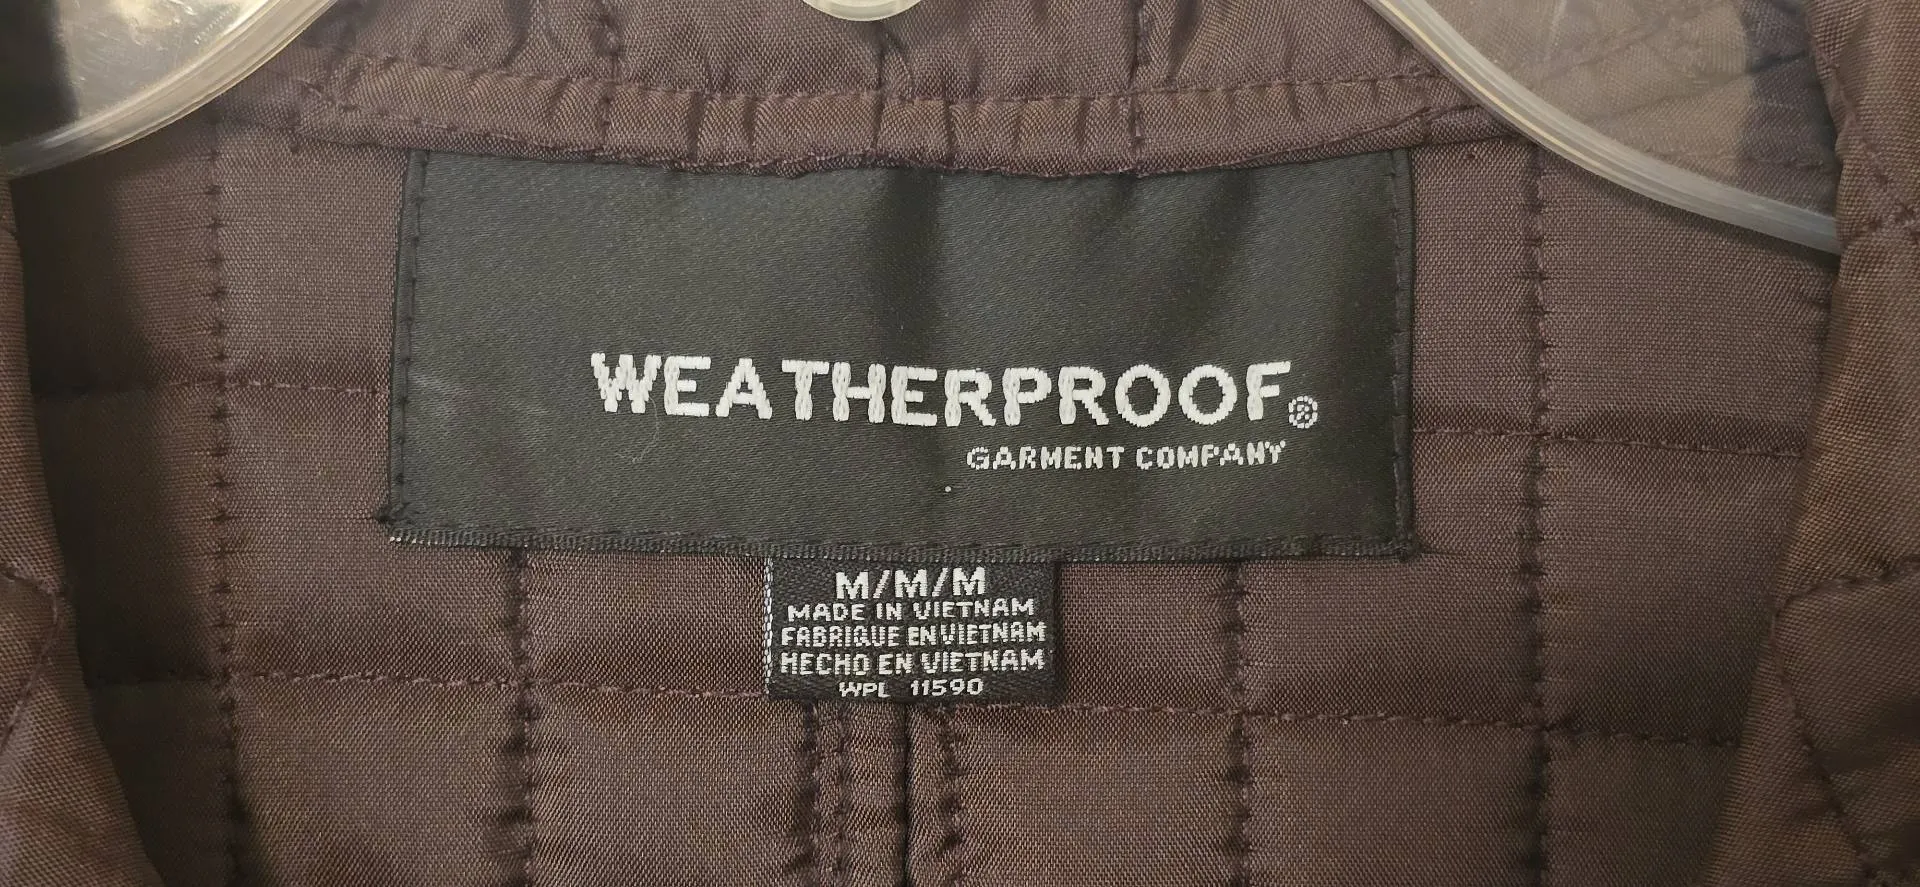 WEATHERPROOF®
GARMENT COMPANY
M/M/M
MADE IN VIETNAM
FABRIQUE EN VIETNAM
HECHO EN VIETNAM
WPL 11590